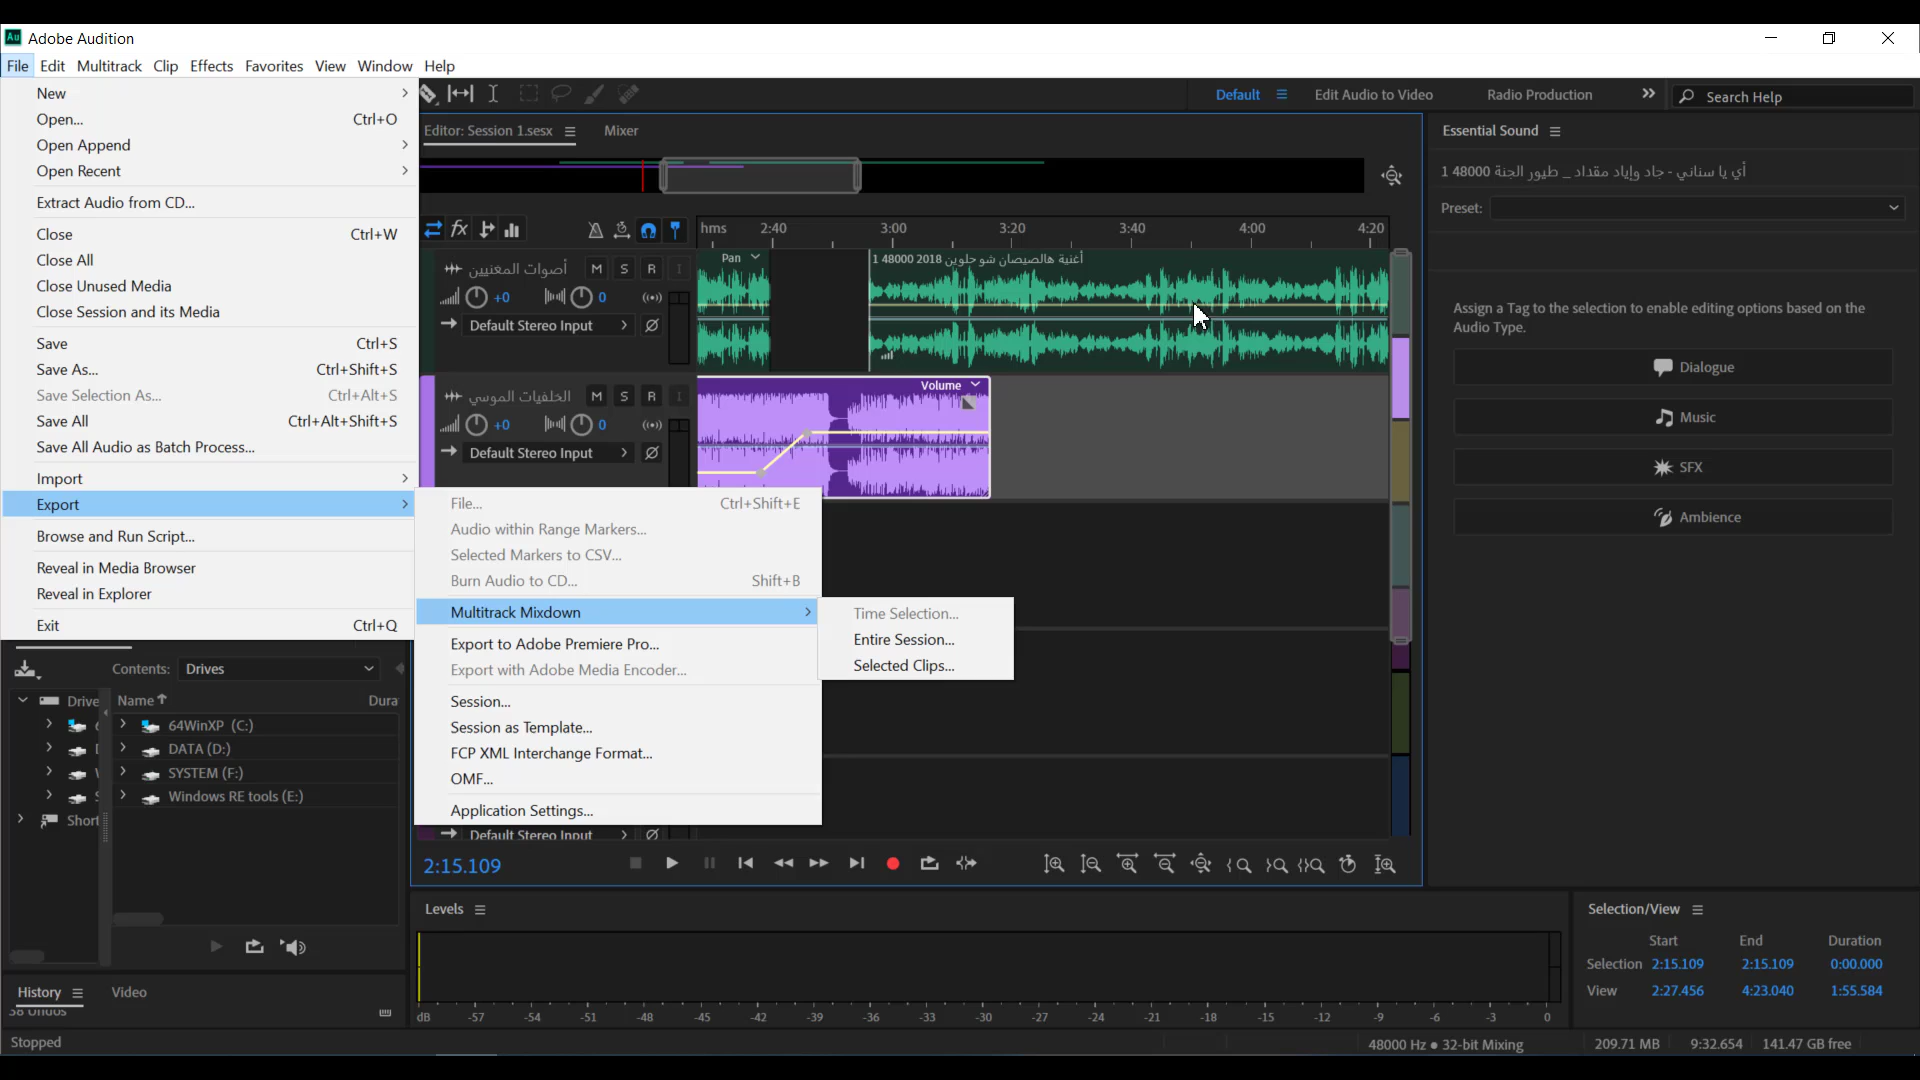 Adobe Audition
File Edit Multitrack Clip Effects Favorites View Window Help
New
Open... Ctrl+O
Open Append
Open Recent
Extract Audio from CD...
Close Ctrl+W
Close All
Close Unused Media
Close Session and its Media
Save Ctrl+S
Save As... Ctrl+Shift+S
Save Selection As... Ctrl+Alt+S
Save All Ctrl+Alt+Shift+S
Save All Audio as Batch Process...
Import
Export
Browse and Run Script...
Reveal in Media Browser
Reveal in Explorer
Exit Ctrl+Q
File... Ctrl+Shift+E
Audio within Range Markers...
Selected Markers to CSV...
Burn Audio to CD... Shift+B
Multitrack Mixdown
Export to Adobe Premiere Pro...
Export with Adobe Media Encoder...
Session...
Session as Template...
FCP XML Interchange Format...
OMF...
Application Settings...
Time Selection...
Entire Session...
Selected Clips...
Default Edit Audio to Video Radio Production Search Help
Editor: Session 1.sesx Mixer
hms 2:40 3:00 3:20 3:40 4:00 4:20
أصوات المغنيين M S R I
+0 0
Default Stereo Input
Pan
أغنية هالصيصان شو حلوين 2018 48000 1
الخلفيات الموسي M S R I
+0 0
Default Stereo Input
Volume
Default Stereo Input
2:15.109
Essential Sound
أي يا سناني - جاد وإياد مقداد _ طيور الجنة 48000 1
Preset:
Assign a Tag to the selection to enable editing options based on the
Audio Type.
Dialogue
Music
SFX
Ambience
Contents: Drives
Drive Name Dura
64WinXP (C:)
DATA (D:)
SYSTEM (F:)
Windows RE tools (E:)
Short
History Video
38 Undos
Stopped
Levels
dB -57 -54 -51 -48 -45 -42 -39 -36 -33 -30 -27 -24 -21 -18 -15 -12 -9 -6 -3 0
Selection/View
Start End Duration
Selection 2:15.109 2:15.109 0:00.000
View 2:27.456 4:23.040 1:55.584
48000 Hz ● 32-bit Mixing 209.71 MB 9:32.654 141.47 GB free